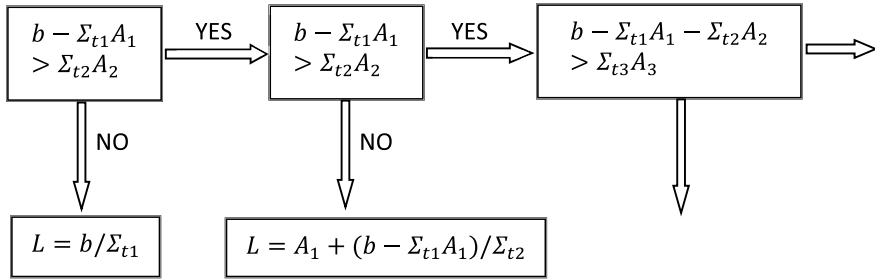 b − Σₜ₁A₁
> Σₜ₂A₂
YES
b − Σₜ₁A₁
> Σₜ₂A₂
YES
b − Σₜ₁A₁ − Σₜ₂A₂
> Σₜ₃A₃
NO
NO
L = b/Σₜ₁
L = A₁ + (b − Σₜ₁A₁)/Σₜ₂